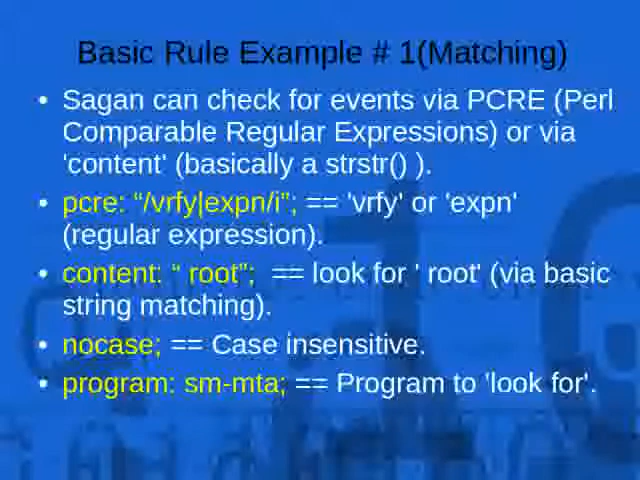 Basic Rule Example # 1(Matching)
• Sagan can check for events via PCRE (Perl
Comparable Regular Expressions) or via
'content' (basically a strstr() ).
• pcre: “/vrfy|expn/i”; == 'vrfy' or 'expn'
(regular expression).
• content: “ root”;  == look for ' root' (via basic
string matching).
• nocase; == Case insensitive.
• program: sm-mta; == Program to 'look for'.